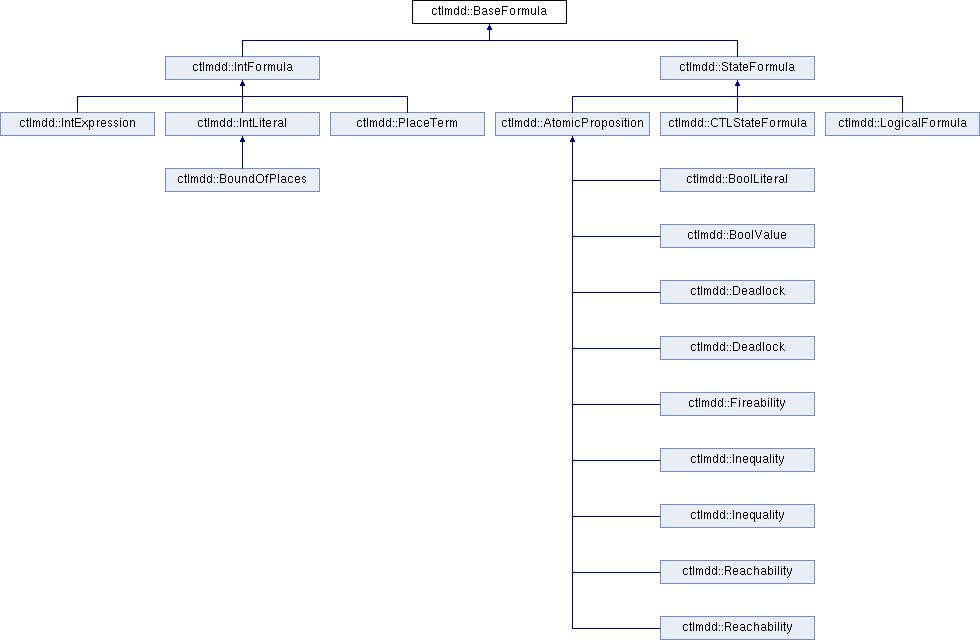 ctlmdd::BaseFormula
ctlmdd::IntFormula
ctlmdd::StateFormula
ctlmdd::IntExpression
ctlmdd::IntLiteral
ctlmdd::PlaceTerm
ctlmdd::AtomicProposition
ctlmdd::CTLStateFormula
ctlmdd::LogicalFormula
ctlmdd::BoundOfPlaces
ctlmdd::BoolLiteral
ctlmdd::BoolValue
ctlmdd::Deadlock
ctlmdd::Deadlock
ctlmdd::Fireability
ctlmdd::Inequality
ctlmdd::Inequality
ctlmdd::Reachability
ctlmdd::Reachability